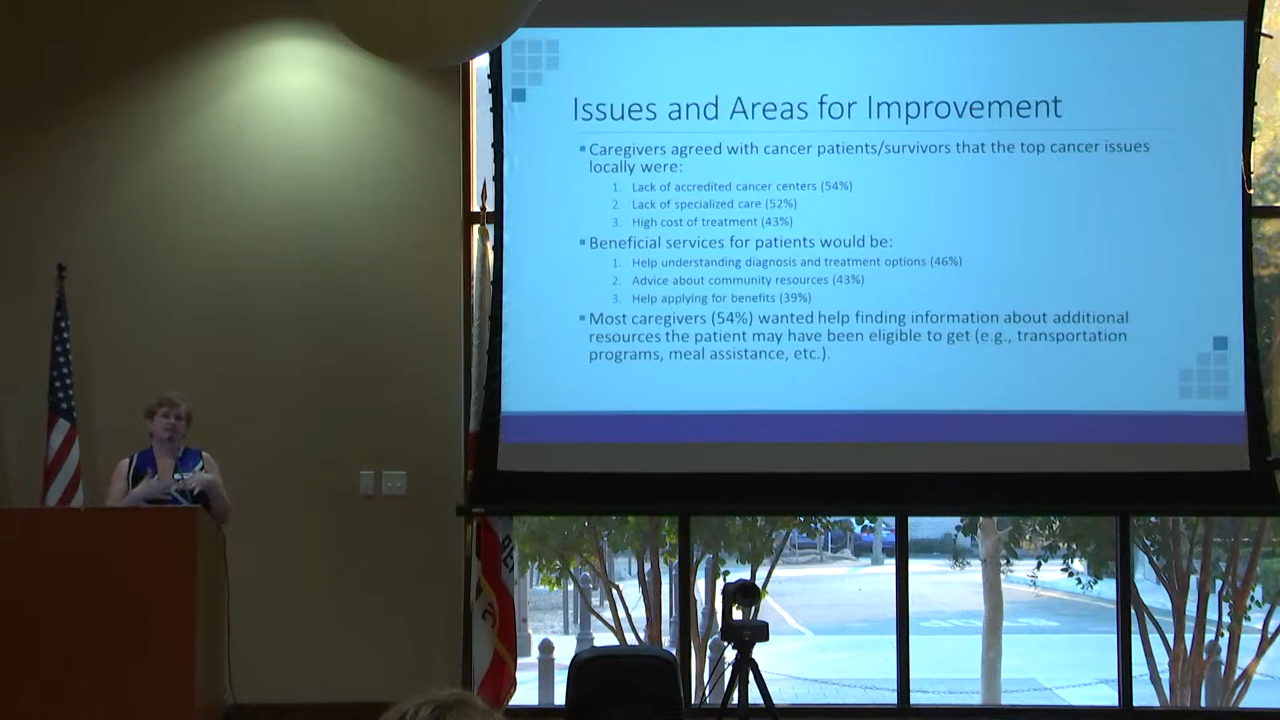 Issues and Areas for Improvement
▪ Caregivers agreed with cancer patients/survivors that the top cancer issues
locally were:
1. Lack of accredited cancer centers (54%)
2. Lack of specialized care (52%)
3. High cost of treatment (43%)
▪ Beneficial services for patients would be:
1. Help understanding diagnosis and treatment options (46%)
2. Advice about community resources (43%)
3. Help applying for benefits (39%)
▪ Most caregivers (54%) wanted help finding information about additional
resources the patient may have been eligible to get (e.g., transportation
programs, meal assistance, etc.).